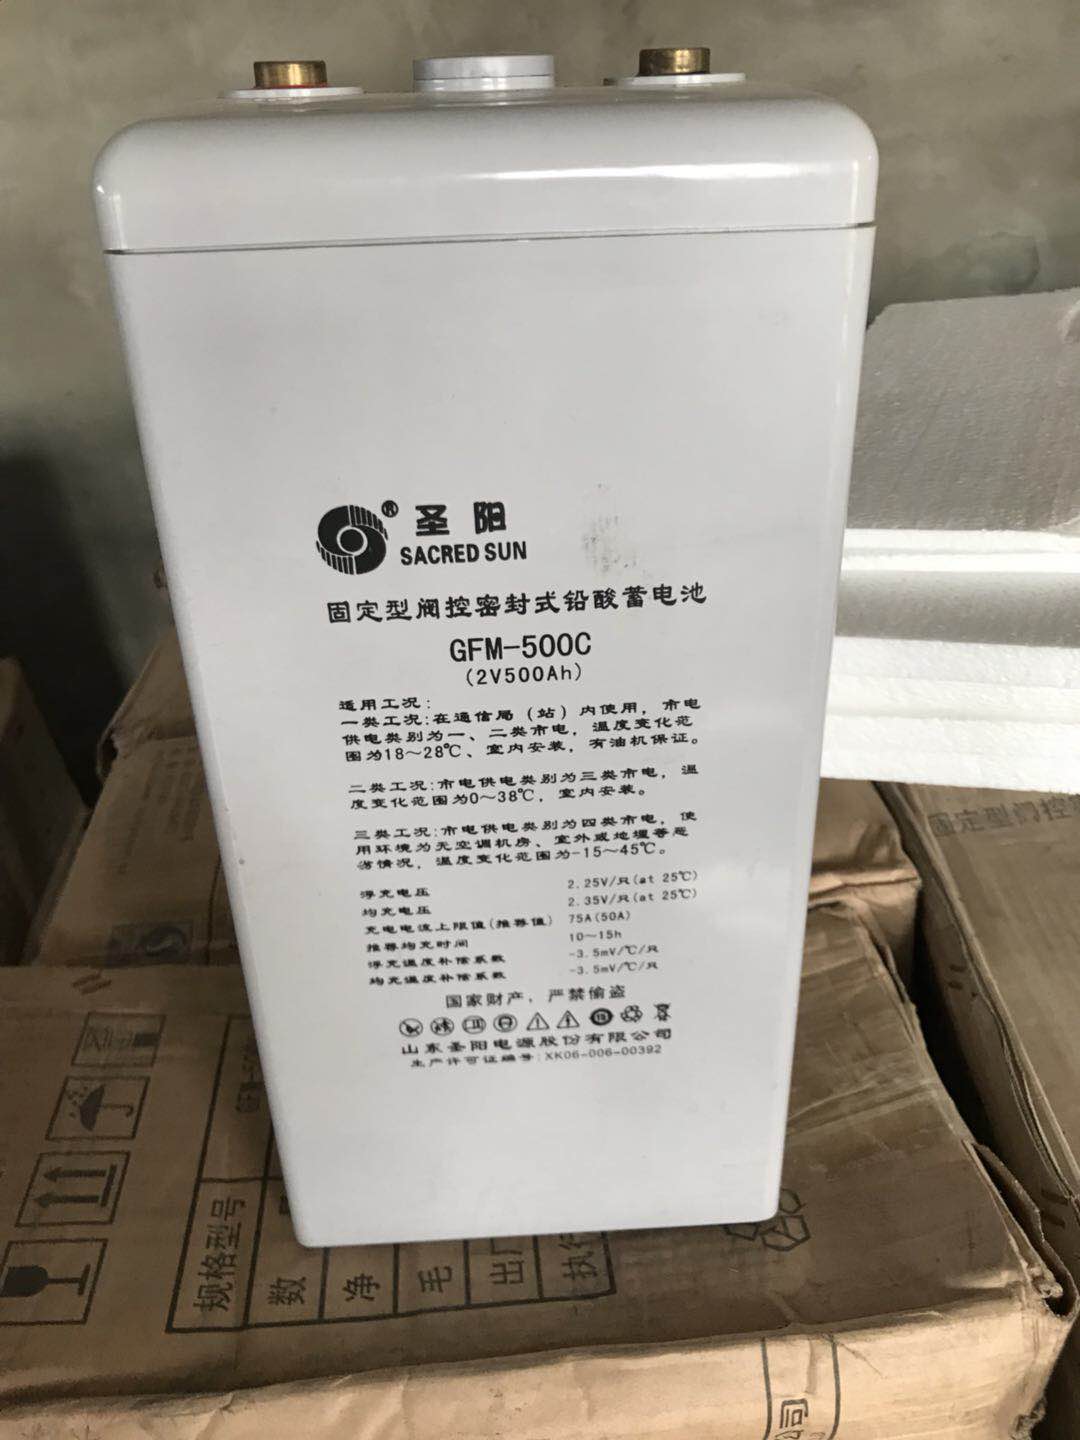 ® 圣阳
SACRED SUN
固定型阀控密封式铅酸蓄电池
GFM-500C
(2V500Ah)
适用工况:
一类工况:在通信局(站)内使用,市电
供电类别为一、二类市电,温度变化范
围为18～28℃、室内安装,有油机保证。
二类工况:市电供电类别为三类市电,温
度变化范围为0～38℃,室内安装。
三类工况:市电供电类别为四类市电,使
用环境为无空调机房、室外或地埋等恶
劣情况,温度变化范围为-15～45℃。
浮充电压 2.25V/只(at 25℃)
均充电压 2.35V/只(at 25℃)
充电电流上限值(推荐值) 75A(50A)
推荐均充时间 10～15h
浮充温度补偿系数 -3.5mV/℃/只
均充温度补偿系数 -3.5mV/℃/只
国家财产,严禁偷盗
山东圣阳电源股份有限公司
生产许可证编号:XK06-006-00392
固定型阀控
规格型号
数
净
毛
出厂
执行
公司